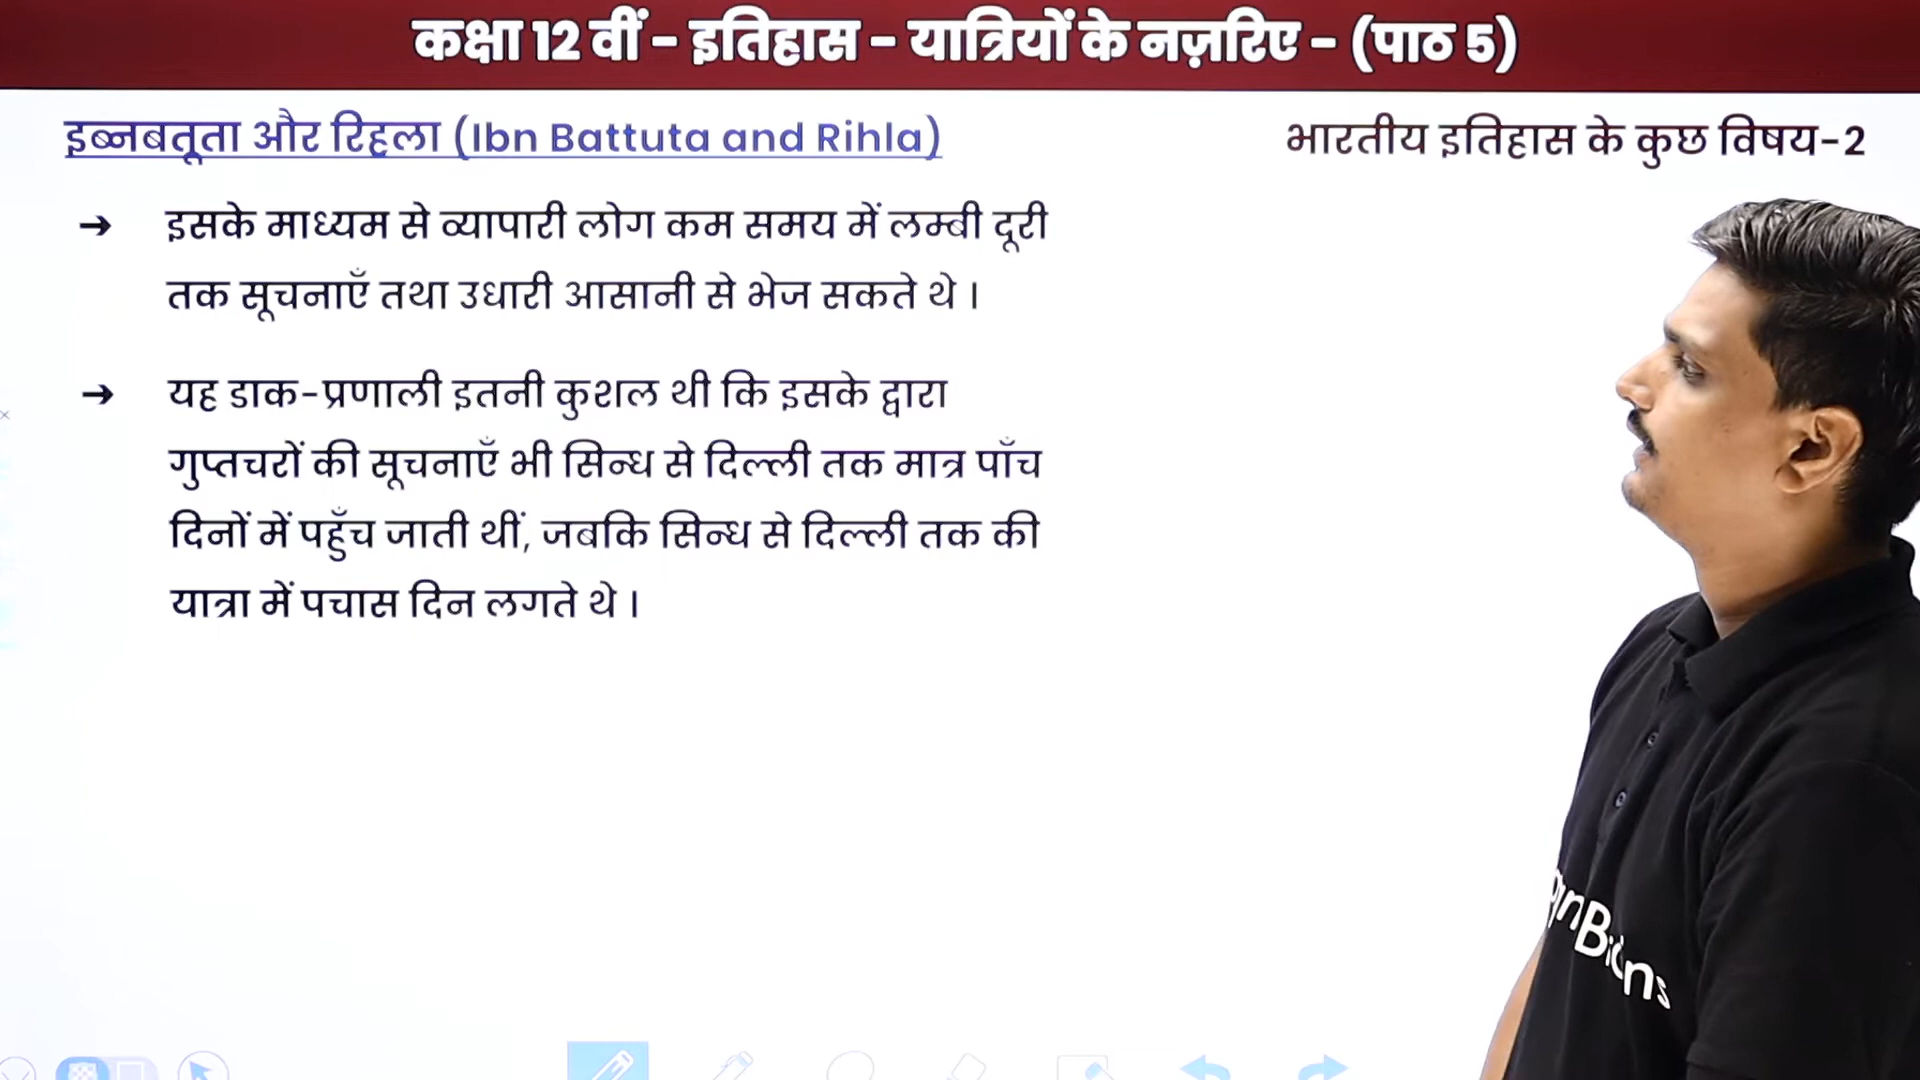 कक्षा 12 वीं - इतिहास - यात्रियों के नज़रिए - (पाठ 5)
इब्नबतूता और रिहला (Ibn Battuta and Rihla)
भारतीय इतिहास के कुछ विषय-2
→ इसके माध्यम से व्यापारी लोग कम समय में लम्बी दूरी
तक सूचनाएँ तथा उधारी आसानी से भेज सकते थे।
→ यह डाक-प्रणाली इतनी कुशल थी कि इसके द्वारा
गुप्तचरों की सूचनाएँ भी सिन्ध से दिल्ली तक मात्र पाँच
दिनों में पहुँच जाती थीं, जबकि सिन्ध से दिल्ली तक की
यात्रा में पचास दिन लगते थे।